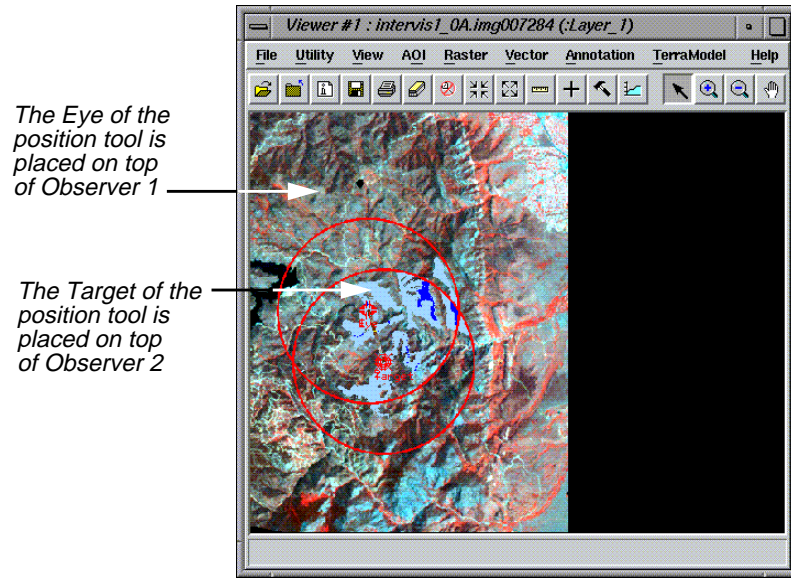 Viewer #1 : intervis1_0A.img007284 (:Layer_1)
File Utility View AOI Raster Vector Annotation TerraModel Help
The Eye of the
position tool is
placed on top
of Observer 1
The Target of the
position tool is
placed on top
of Observer 2
Eye